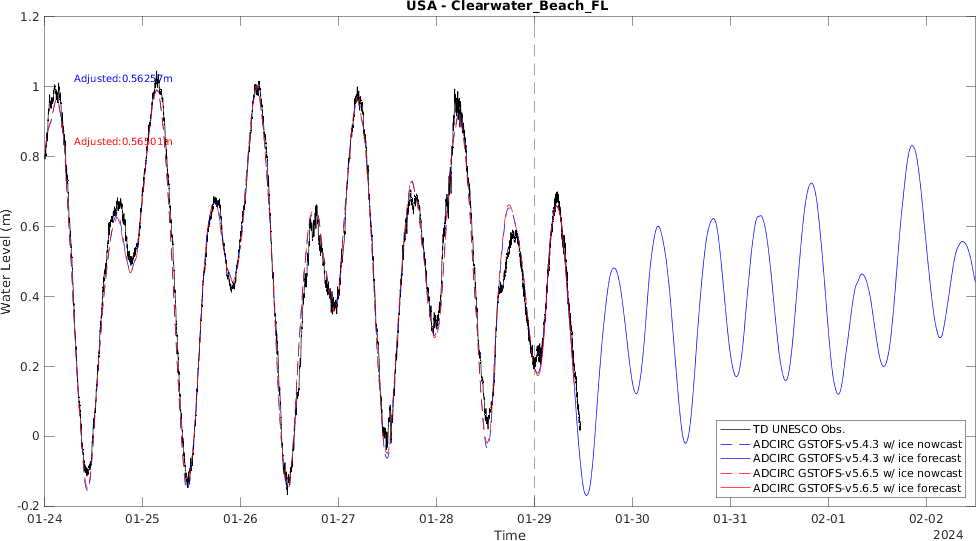 USA - Clearwater_Beach_FL
1.2
1
0.8
0.6
0.4
0.2
0
-0.2
Water Level (m)
Adjusted:0.56257m
Adjusted:0.56501m
TD UNESCO Obs.
ADCIRC GSTOFS-v5.4.3 w/ ice nowcast
ADCIRC GSTOFS-v5.4.3 w/ ice forecast
ADCIRC GSTOFS-v5.6.5 w/ ice nowcast
ADCIRC GSTOFS-v5.6.5 w/ ice forecast
01-24 01-25 01-26 01-27 01-28 01-29 01-30 01-31 02-01 02-02
Time
2024